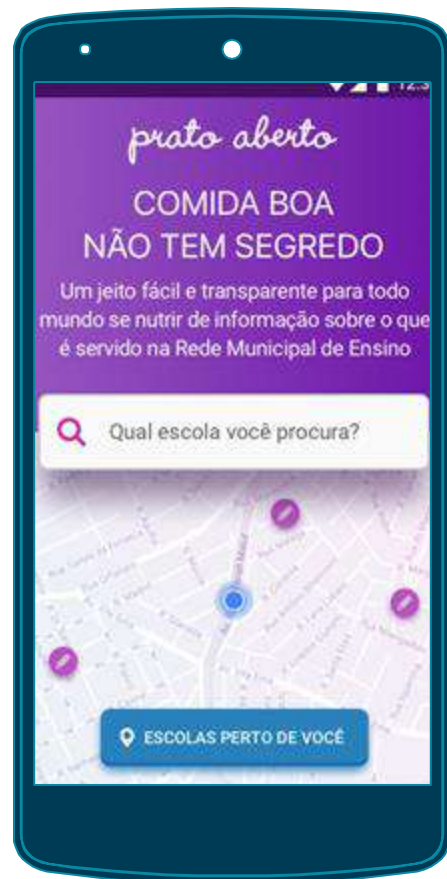 prato aberto
COMIDA BOA
NÃO TEM SEGREDO
Um jeito fácil e transparente para todo
mundo se nutrir de informação sobre o que
é servido na Rede Municipal de Ensino
Qual escola você procura?
ESCOLAS PERTO DE VOCÊ